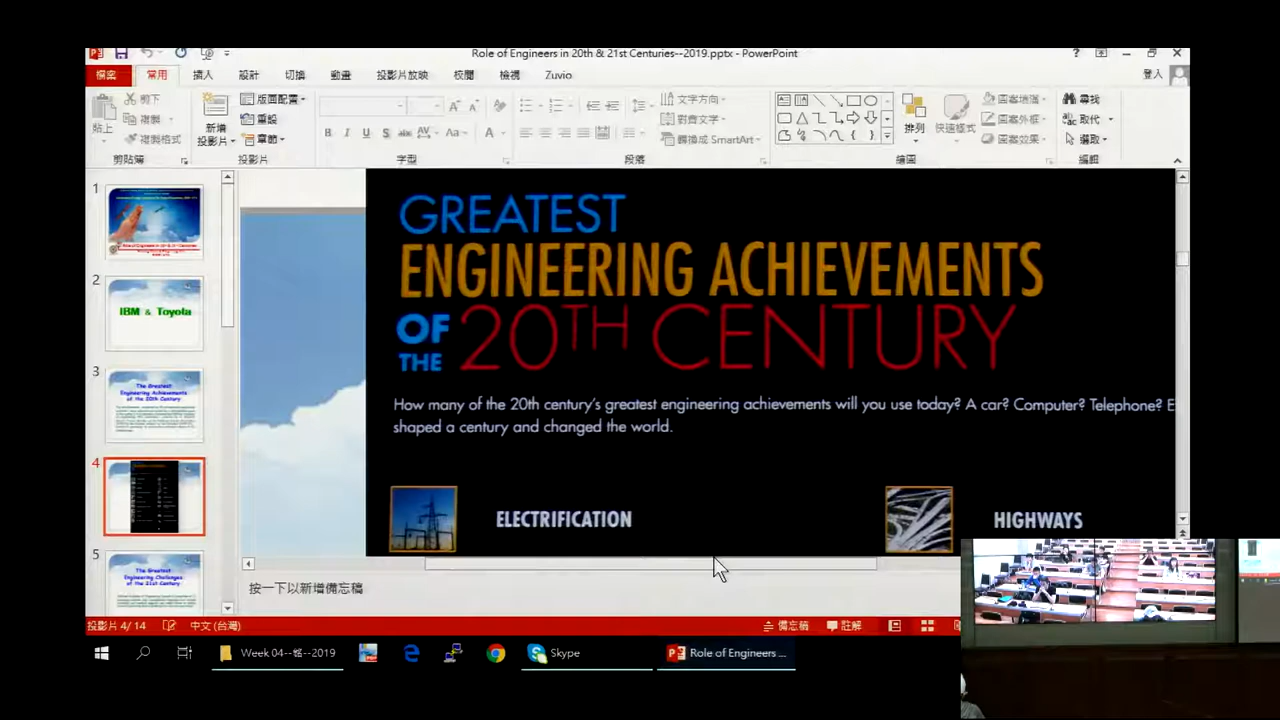 Role of Engineers in 20th & 21st Centuries--2019.pptx - PowerPoint
檔案 常用 插入 設計 切換 動畫 投影片放映 校閱 檢視 Zuvio 登入
貼上 剪下 複製 複製格式 剪貼簿
新增投影片 版面配置 重設 章節 投影片
字型
文字方向 對齊文字 轉換成 SmartArt 段落
排列 快速樣式 圖案填滿 圖案外框 圖案效果 繪圖
尋找 取代 選取 編輯
1
2
IBM & Toyota
3
The Greatest
Engineering Achievements
of the 20th Century
4
5
The Greatest
Engineering Challenges
of the 21st Century
GREATEST
ENGINEERING ACHIEVEMENTS
OF THE 20TH CENTURY
How many of the 20th century's greatest engineering achievements will you use today? A car? Computer? Telephone? E
shaped a century and changed the world.
ELECTRIFICATION
HIGHWAYS
按一下以新增備忘稿
投影片 4/14 中文 (台灣) 備忘稿 註解
Week 04--銘--2019 Skype Role of Engineers ...